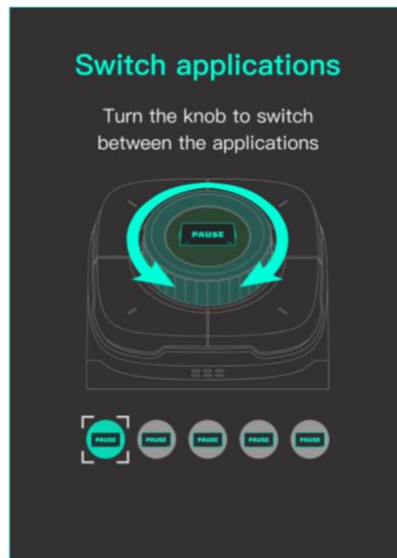 Switch applications
Turn the knob to switch
between the applications
PAUSE
PAUSE PAUSE PAUSE PAUSE PAUSE